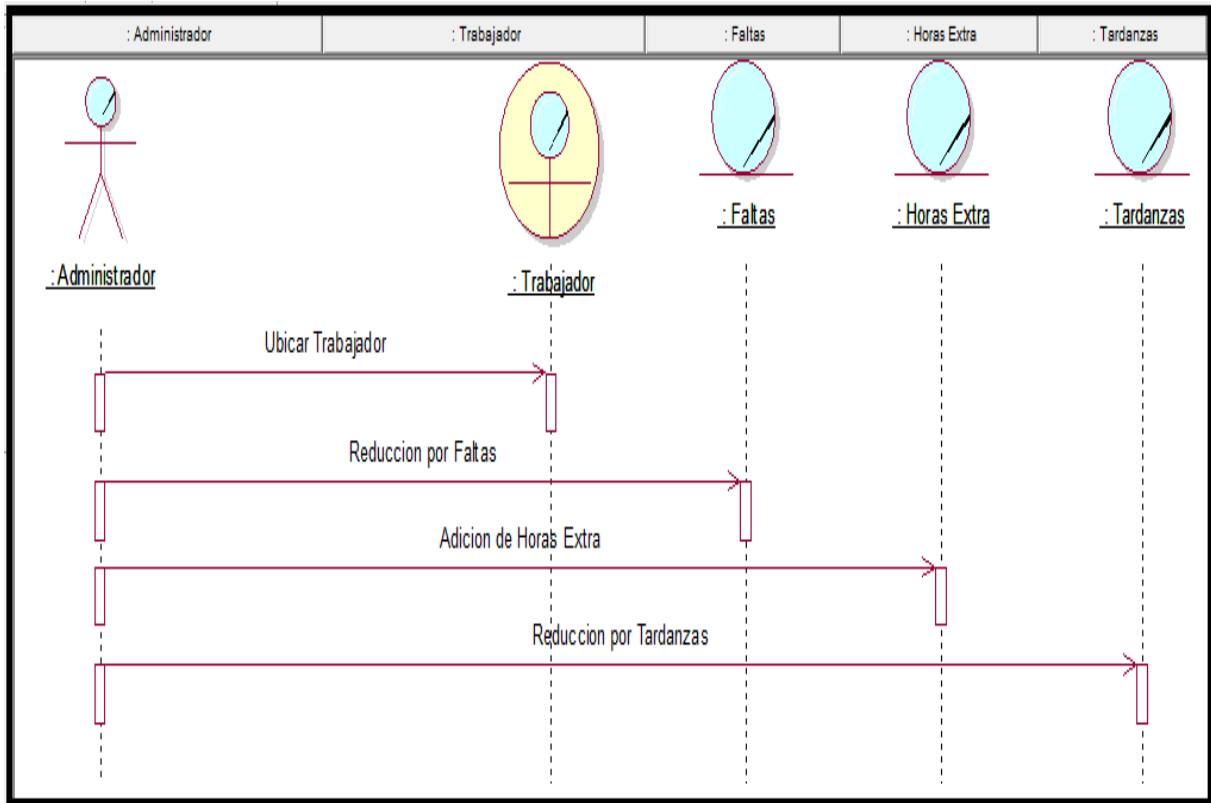 : Administrador
: Trabajador
: Faltas
: Horas Extra
: Tardanzas
: Faltas
: Horas Extra
: Tardanzas
: Administrador
: Trabajador
Ubicar Trabajador
Reduccion por Faltas
Adicion de Horas Extra
Reduccion por Tardanzas